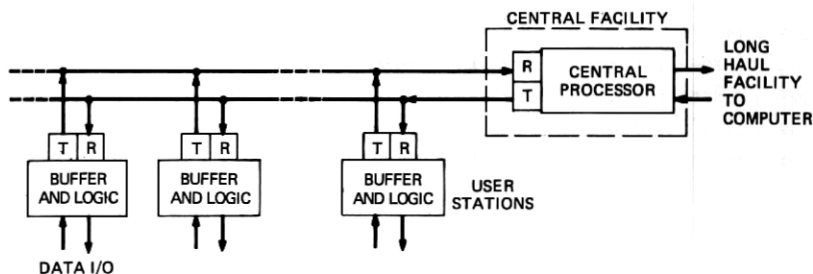 CENTRAL FACILITY
R
T
CENTRAL
PROCESSOR
LONG
HAUL
FACILITY
TO
COMPUTER
T R
BUFFER
AND LOGIC
T R
BUFFER
AND LOGIC
T R
BUFFER
AND LOGIC
USER
STATIONS
DATA I/O